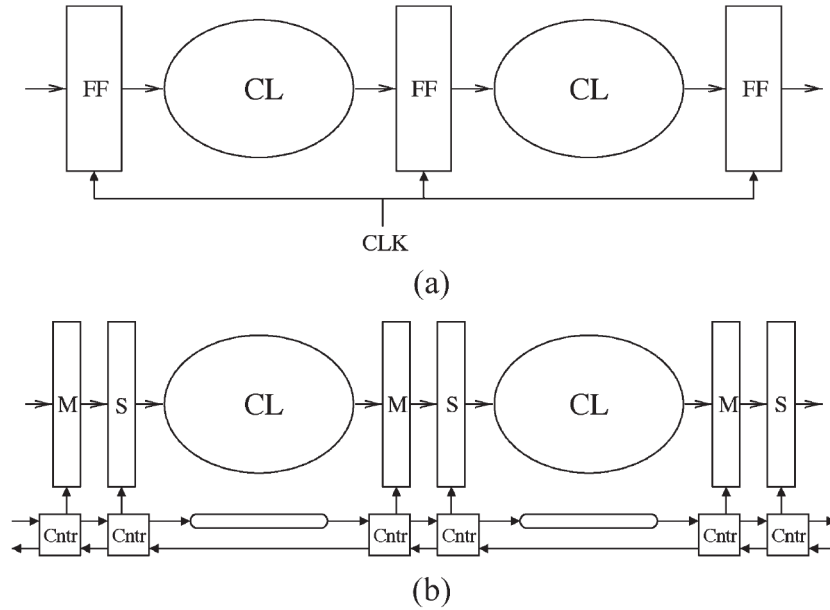 FF CL FF CL FF
CLK
(a)
M S CL M S CL M S
Cntr Cntr Cntr Cntr Cntr Cntr
(b)